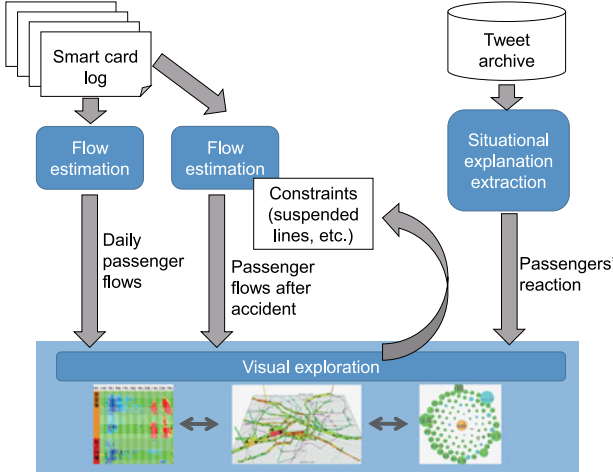 Smart card
log
Tweet
archive
Flow
estimation
Flow
estimation
Situational
explanation
extraction
Constraints
(suspended
lines, etc.)
Daily
passenger
flows
Passenger
flows after
accident
Passengers'
reaction
Visual exploration